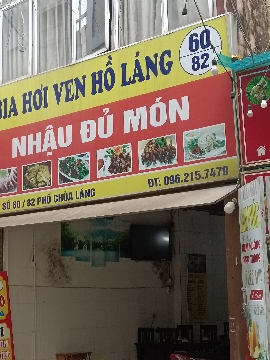 BIA HƠI VEN HỒ LÁNG
60
82
NHẬU ĐỦ MÓN
SỐ 60 / 82 PHỐ CHÙA LÁNG
ĐT: 096.215.7479